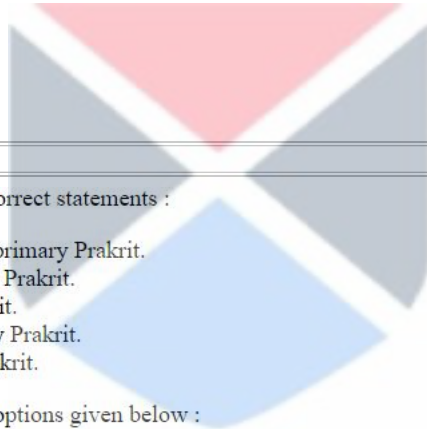 orrect statements :
primary Prakrit.
Prakrit.
it.
y Prakrit.
krit.
options given below :